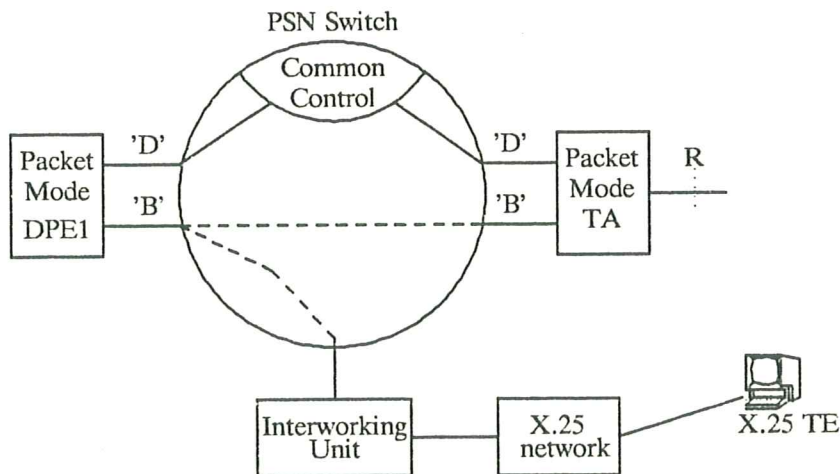 PSN Switch
Common
Control
'D'
'D'
Packet
Mode
DPE1
Packet
Mode
TA
R
'B'
'B'
Interworking
Unit
X.25
network
X.25 TE